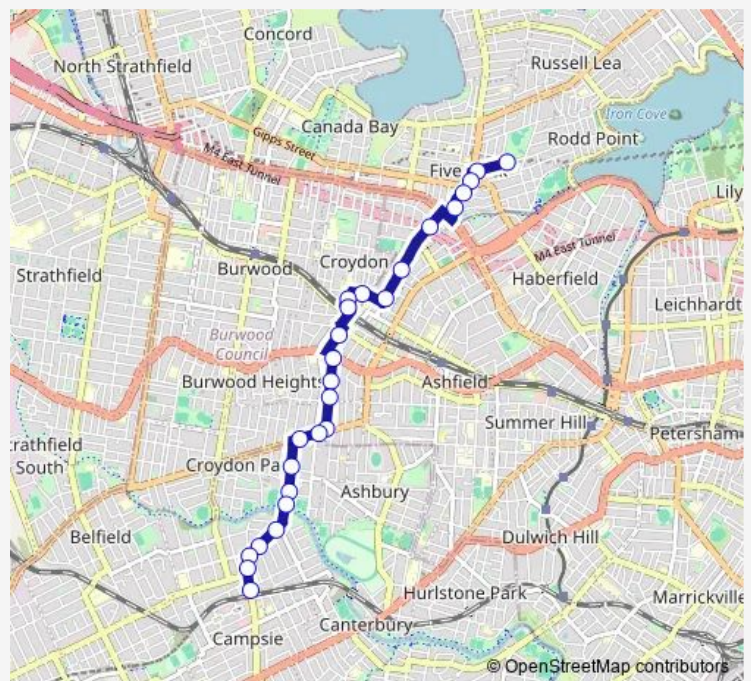 Concord
North Strathfield
Russell Lea
Iron Cove
Canada Bay
Gipps Street
Rodd Point
M4 East Tunnel
Five
Lily
Croydon
M4 East Tunnel
Burwood
Strathfield
Haberfield
Leichhardt
Burwood
Council
Burwood Heights
Ashfield
Summer Hill
Petersham
rathfield
South
Croydon Pa
Ashbury
Belfield
Dulwich Hill
Hurlstone Park
Marrickville
Canterbury
Campsie
© OpenStreetMap contributors